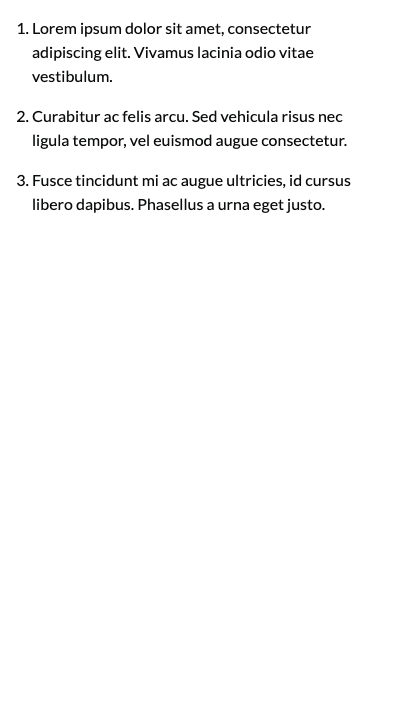 1. Lorem ipsum dolor sit amet, consectetur
adipiscing elit. Vivamus lacinia odio vitae
vestibulum.
2. Curabitur ac felis arcu. Sed vehicula risus nec
ligula tempor, vel euismod augue consectetur.
3. Fusce tincidunt mi ac augue ultricies, id cursus
libero dapibus. Phasellus a urna eget justo.